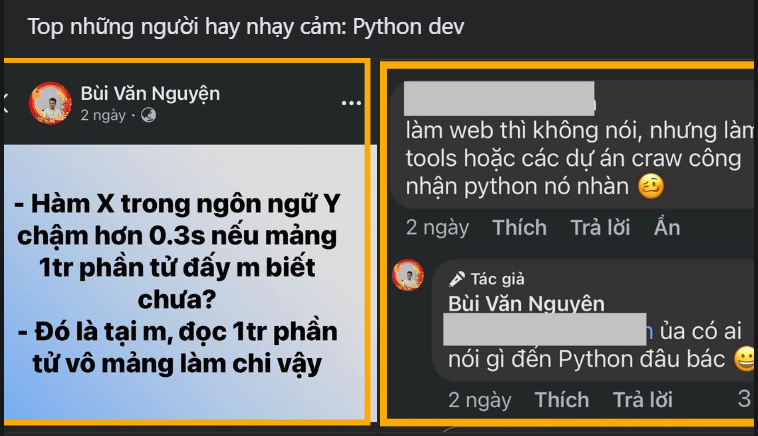 Top những người hay nhạy cảm: Python dev
Bùi Văn Nguyện
2 ngày ·
- Hàm X trong ngôn ngữ Y
chậm hơn 0.3s nếu mảng
1tr phần tử đấy m biết
chưa?
- Đó là tại m, đọc 1tr phần
tử vô mảng làm chi vậy
làm web thì không nói, nhưng làm
tools hoặc các dự án craw công
nhận python nó nhàn 🥴
2 ngày Thích Trả lời Ẩn
Tác giả
Bùi Văn Nguyện
ủa có ai
nói gì đến Python đâu bác 😀
2 ngày Thích Trả lời 3